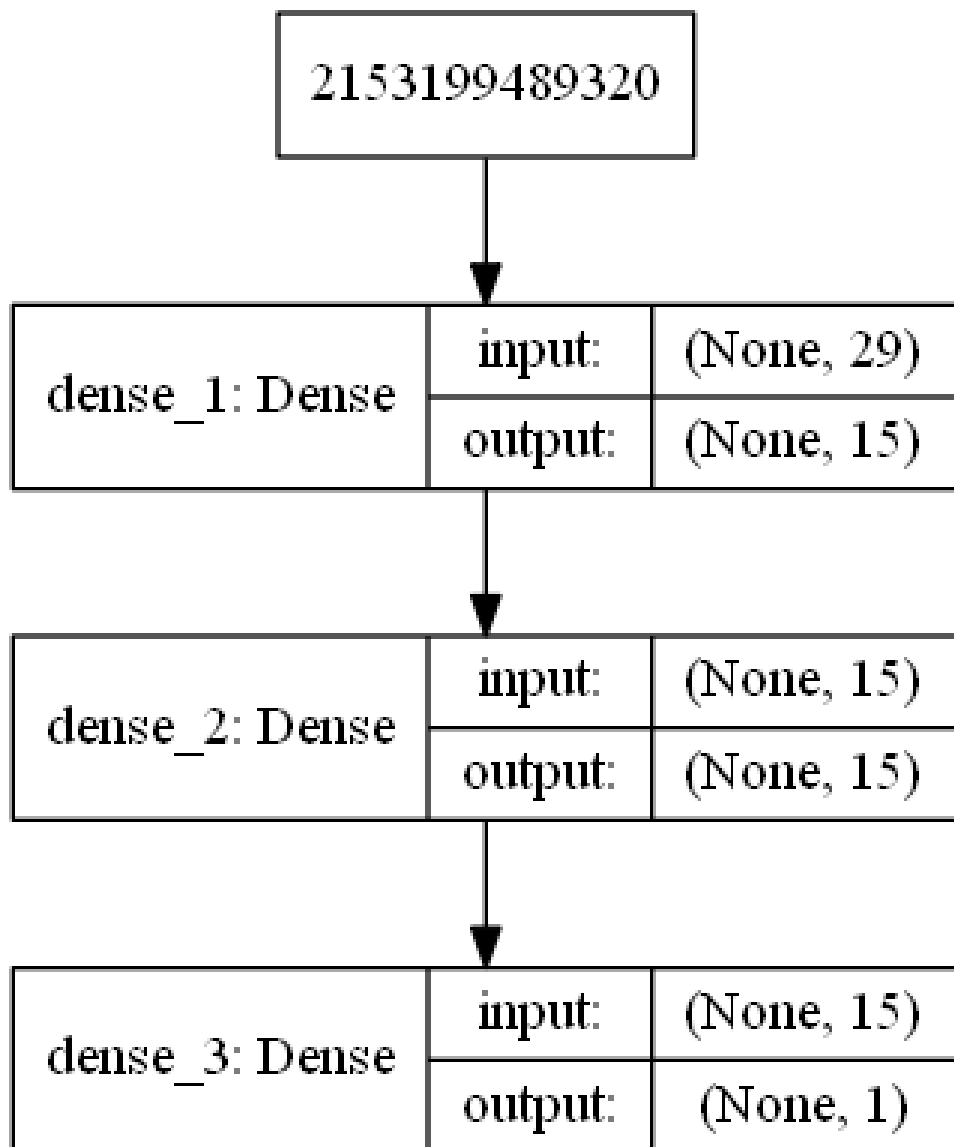 2153199489320
dense_1: Dense
input:
(None, 29)
output:
(None, 15)
dense_2: Dense
input:
(None, 15)
output:
(None, 15)
dense_3: Dense
input:
(None, 15)
output:
(None, 1)